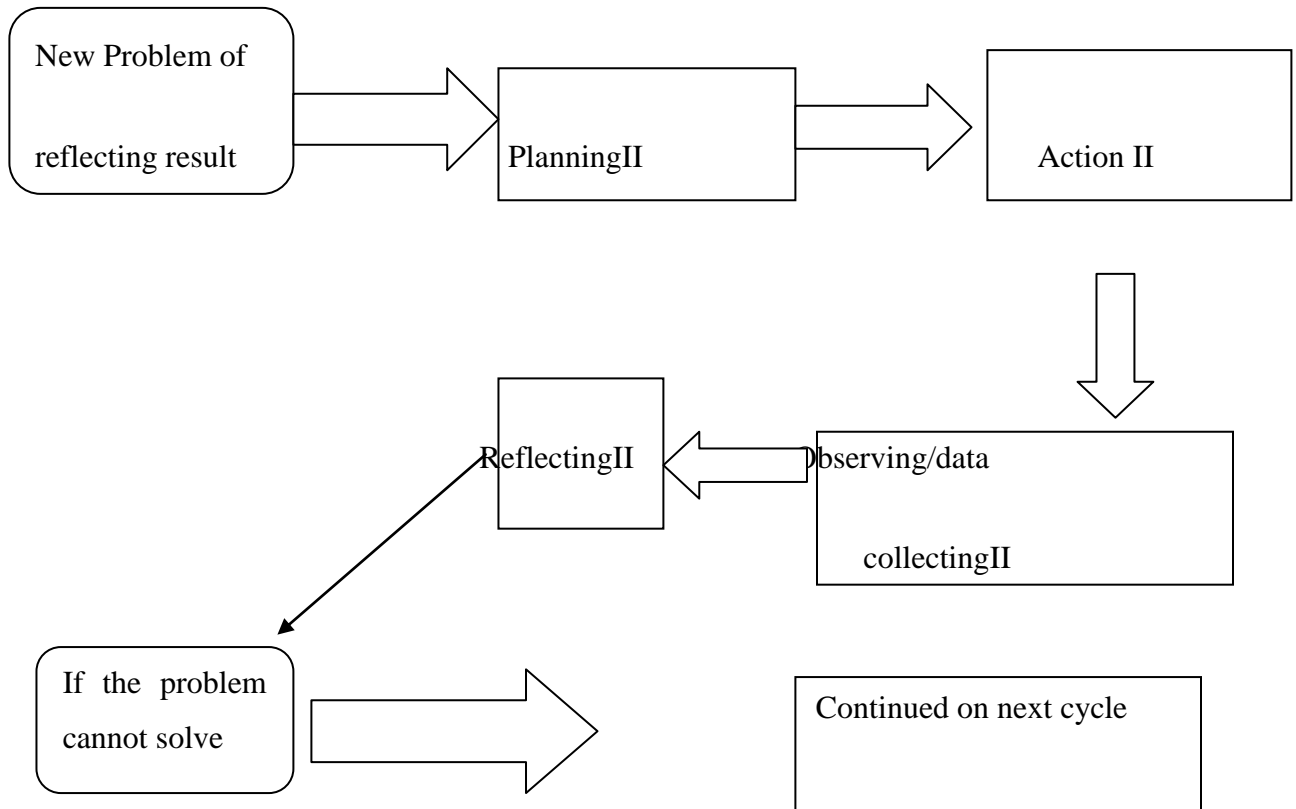 New Problem of
reflecting result
PlanningII
Action II
ReflectingII
Observing/data
collectingII
If the problem
cannot solve
Continued on next cycle